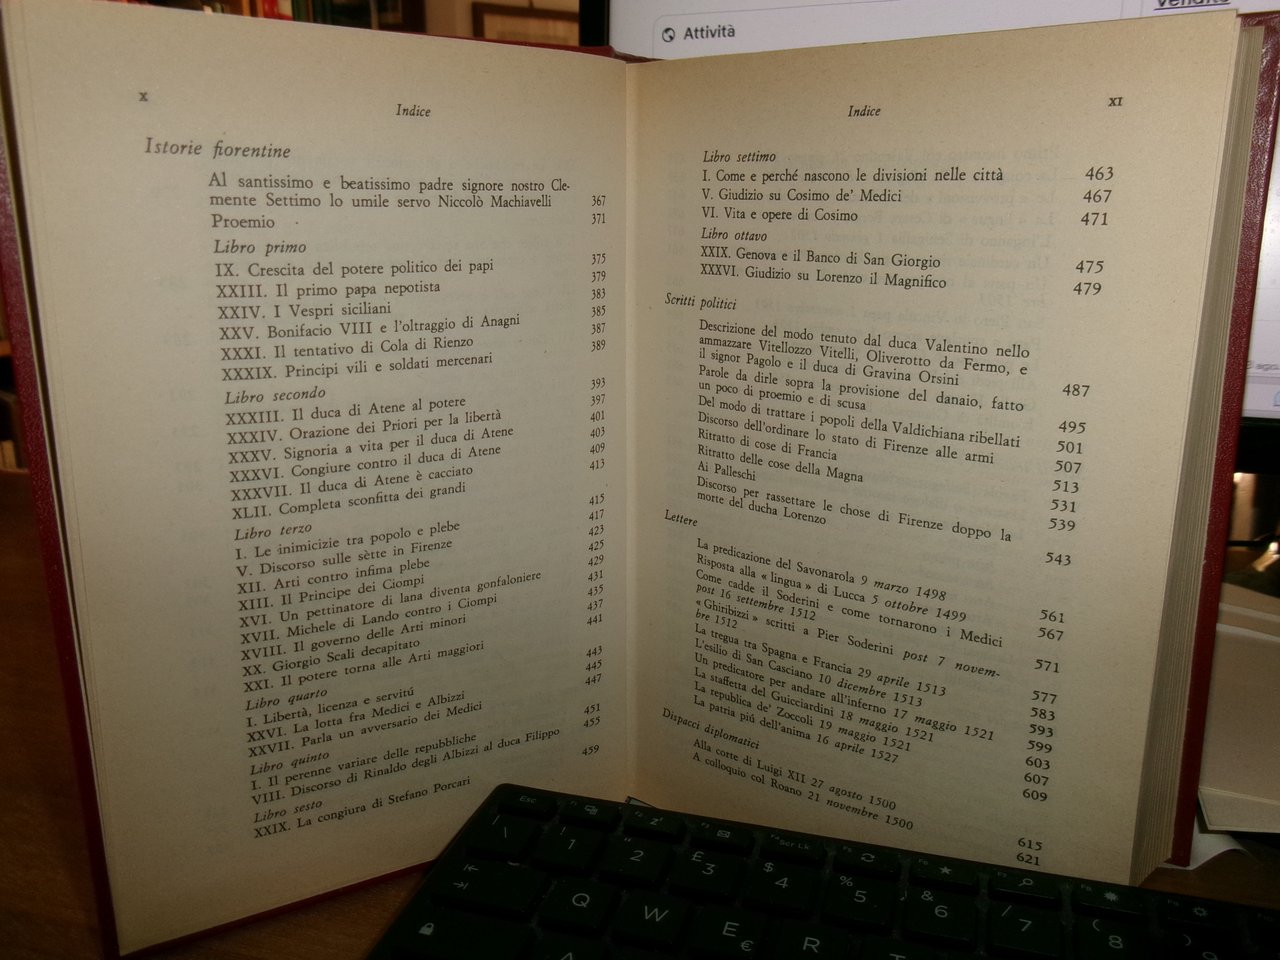 Vendite
Attività
x
Indice
Istorie fiorentine
Al santissimo e beatissimo padre signore nostro Cle-
mente Settimo lo umile servo Niccolò Machiavelli 367
Proemio 371
Libro primo
IX. Crescita del potere politico dei papi 375
XXIII. Il primo papa nepotista 379
XXIV. I Vespri siciliani 383
XXV. Bonifacio VIII e l'oltraggio di Anagni 385
XXXI. Il tentativo di Cola di Rienzo 387
XXXIX. Principi vili e soldati mercenari 389
Libro secondo
XXXIII. Il duca di Atene al potere 393
XXXIV. Orazione dei Priori per la libertà 397
XXXV. Signoria a vita per il duca di Atene 401
XXXVI. Congiure contro il duca di Atene 403
XXXVII. Il duca di Atene è cacciato 409
XLII. Completa sconfitta dei grandi 413
Libro terzo
I. Le inimicizie tra popolo e plebe 415
V. Discorso sulle sètte in Firenze 417
XII. Arti contro infima plebe 423
XIII. Il Principe dei Ciompi 425
XVI. Un pettinatore di lana diventa gonfaloniere 429
XVII. Michele di Lando contro i Ciompi 431
XVIII. Il governo delle Arti minori 435
XX. Giorgio Scali decapitato 437
XXI. Il potere torna alle Arti maggiori 441
Libro quarto
I. Libertà, licenza e servitú 443
XXVI. La lotta fra Medici e Albizzi 445
XXVII. Parla un avversario dei Medici 447
Libro quinto
I. Il perenne variare delle repubbliche 451
VIII. Discorso di Rinaldo degli Albizzi al duca Filippo 455
Libro sesto
XXIX. La congiura di Stefano Porcari 459
XI
Indice
Libro settimo
I. Come e perché nascono le divisioni nelle città 463
V. Giudizio su Cosimo de' Medici 467
VI. Vita e opere di Cosimo 471
Libro ottavo
XXIX. Genova e il Banco di San Giorgio 475
XXXVI. Giudizio su Lorenzo il Magnifico 479
Scritti politici
Descrizione del modo tenuto dal duca Valentino nello
ammazzare Vitellozzo Vitelli, Oliverotto da Fermo, e
il signor Pagolo e il duca di Gravina Orsini 487
Parole da dirle sopra la provisione del danaio, fatto
un poco di proemio e di scusa 495
Del modo di trattare i popoli della Valdichiana ribellati 501
Discorso dell'ordinare lo stato di Firenze alle armi 507
Ritratto di cose di Francia 513
Ritratto delle cose della Magna 531
Ai Palleschi 539
Discorso per rassettare le chose di Firenze doppo la
morte del ducha Lorenzo 543
Lettere
La predicazione del Savonarola 9 marzo 1498 561
Risposta alla « lingua » di Lucca 5 ottobre 1499 567
Come cadde il Soderini e come tornarono i Medici
post 16 settembre 1512 571
« Ghiribizzi » scritti a Pier Soderini post 7 novem-
bre 1512 577
La tregua tra Spagna e Francia 29 aprile 1513 583
L'esilio di San Casciano 10 dicembre 1513 593
Un predicatore per andare all'inferno 17 maggio 1521 599
La staffetta del Guicciardini 18 maggio 1521 603
La republica de' Zoccoli 19 maggio 1521 607
La patria piú dell'anima 16 aprile 1527 609
Dispacci diplomatici
Alla corte di Luigi XII 27 agosto 1500 615
A colloquio col Roano 21 novembre 1500 621
Esc F1 F2 F3 F4 Scr Lk F5 F6 F7 F8
\ ! 1 " 2 £ 3 $ 4 % 5 & 6 / 7 ( 8
Q W E € R